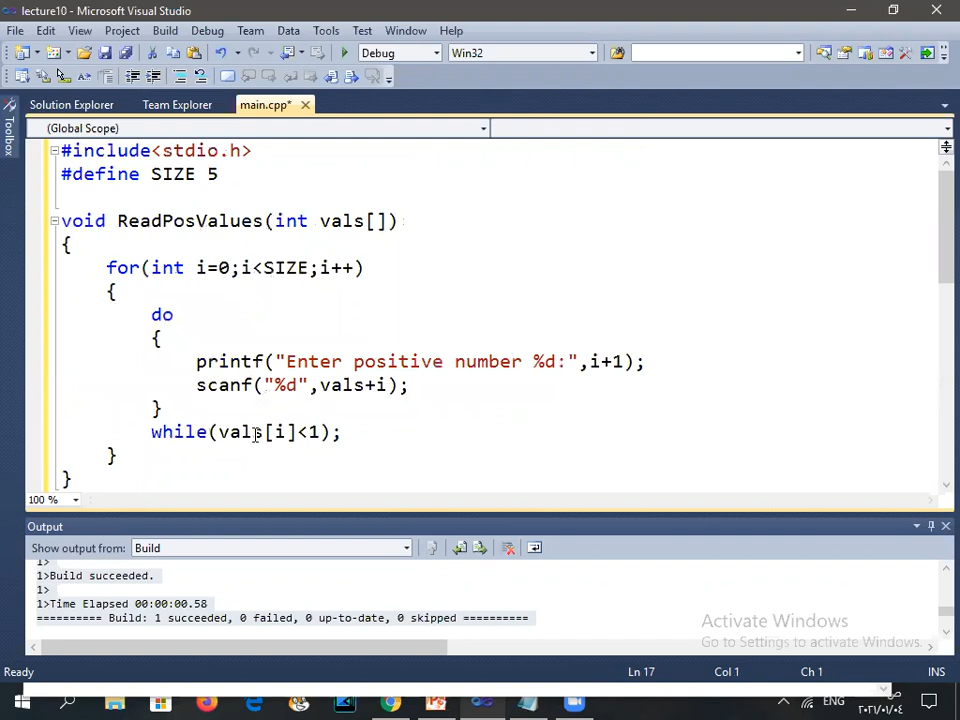 lecture10 - Microsoft Visual Studio
File Edit View Project Build Debug Team Data Tools Test Window Help
Debug Win32
Solution Explorer Team Explorer main.cpp*
Toolbox
(Global Scope)
#include<stdio.h>
#define SIZE 5
void ReadPosValues(int vals[])
{
for(int i=0;i<SIZE;i++)
{
do
{
printf("Enter positive number %d:",i+1);
scanf("%d",vals+i);
}
while(vals[i]<1);
}
}
100 %
Output
Show output from: Build
1>
1>Build succeeded.
1>
1>Time Elapsed 00:00:00.58
========== Build: 1 succeeded, 0 failed, 0 up-to-date, 0 skipped ==========
Activate Windows
Go to Settings to activate Windows.
Ready Ln 17 Col 1 Ch 1 INS
ENG
٢٠٢١/٠١/٠٤